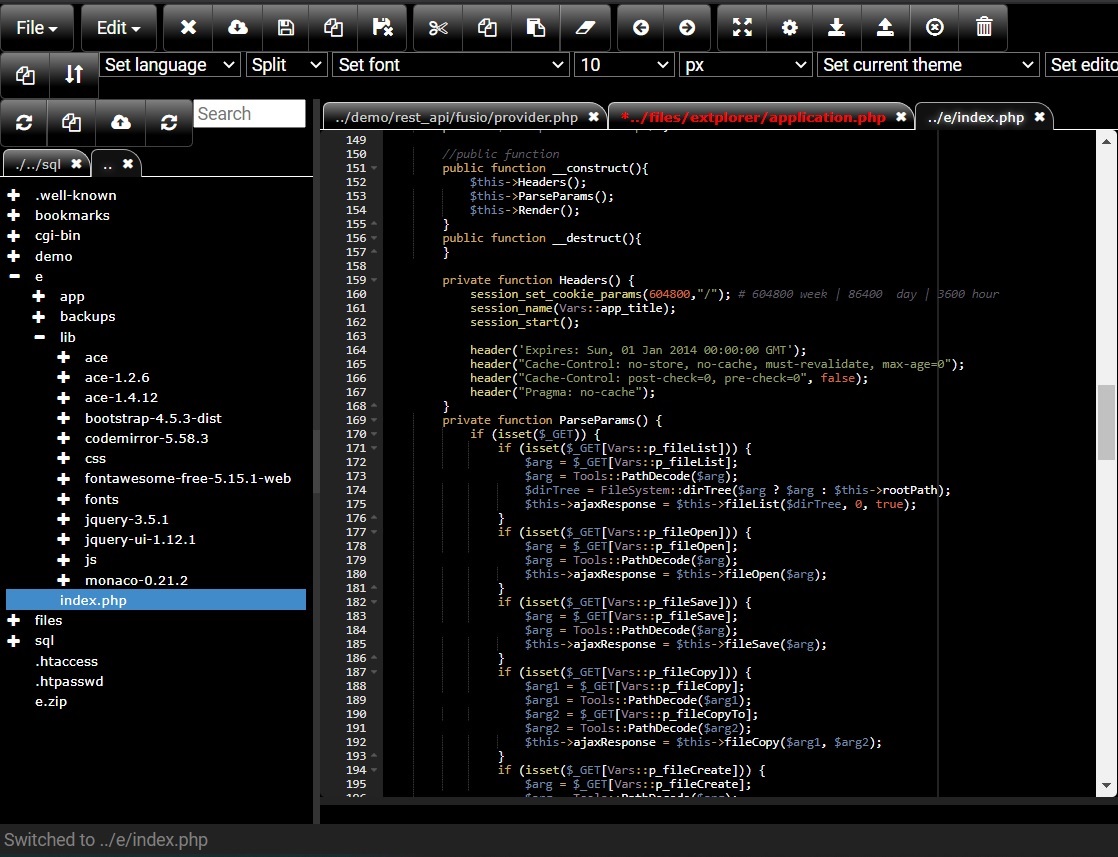 File Edit
Set language Split Set font 10 px Set current theme Set edito
Search
../demo/rest_api/fusio/provider.php *../files/extplorer/application.php ../e/index.php
./../sql ..
.well-known
bookmarks
cgi-bin
demo
e
app
backups
lib
ace
ace-1.2.6
ace-1.4.12
bootstrap-4.5.3-dist
codemirror-5.58.3
css
fontawesome-free-5.15.1-web
fonts
jquery-3.5.1
jquery-ui-1.12.1
js
monaco-0.21.2
index.php
files
sql
.htaccess
.htpasswd
e.zip
149
150 //public function
151 public function __construct(){
152 $this->Headers();
153 $this->ParseParams();
154 $this->Render();
155 }
156 public function __destruct(){
157 }
158
159 private function Headers() {
160 session_set_cookie_params(604800,"/"); # 604800 week | 86400  day | 3600 hour
161 session_name(Vars::app_title);
162 session_start();
163
164 header('Expires: Sun, 01 Jan 2014 00:00:00 GMT');
165 header("Cache-Control: no-store, no-cache, must-revalidate, max-age=0");
166 header("Cache-Control: post-check=0, pre-check=0", false);
167 header("Pragma: no-cache");
168 }
169 private function ParseParams() {
170 if (isset($_GET)) {
171 if (isset($_GET[Vars::p_fileList])) {
172 $arg = $_GET[Vars::p_fileList];
173 $arg = Tools::PathDecode($arg);
174 $dirTree = FileSystem::dirTree($arg ? $arg : $this->rootPath);
175 $this->ajaxResponse = $this->fileList($dirTree, 0, true);
176 }
177 if (isset($_GET[Vars::p_fileOpen])) {
178 $arg = $_GET[Vars::p_fileOpen];
179 $arg = Tools::PathDecode($arg);
180 $this->ajaxResponse = $this->fileOpen($arg);
181 }
182 if (isset($_GET[Vars::p_fileSave])) {
183 $arg = $_GET[Vars::p_fileSave];
184 $arg = Tools::PathDecode($arg);
185 $this->ajaxResponse = $this->fileSave($arg);
186 }
187 if (isset($_GET[Vars::p_fileCopy])) {
188 $arg1 = $_GET[Vars::p_fileCopy];
189 $arg1 = Tools::PathDecode($arg1);
190 $arg2 = $_GET[Vars::p_fileCopyTo];
191 $arg2 = Tools::PathDecode($arg2);
192 $this->ajaxResponse = $this->fileCopy($arg1, $arg2);
193 }
194 if (isset($_GET[Vars::p_fileCreate])) {
195 $arg = $_GET[Vars::p_fileCreate];
196 $arg = Tools::PathDecode($arg);
Switched to ../e/index.php